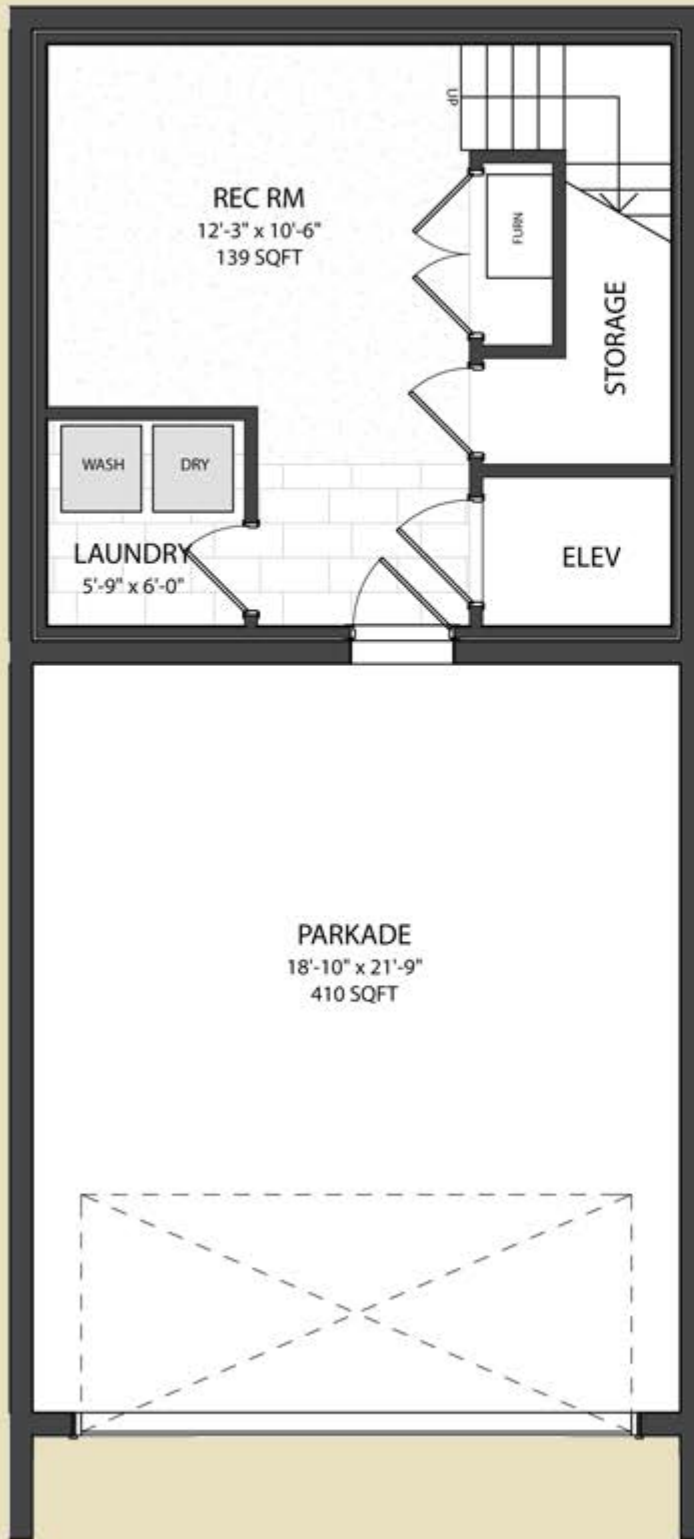 UP
REC RM
12'-3" x 10'-6"
139 SQFT
FURN
STORAGE
WASH
DRY
LAUNDRY
5'-9" x 6'-0"
ELEV
PARKADE
18'-10" x 21'-9"
410 SQFT